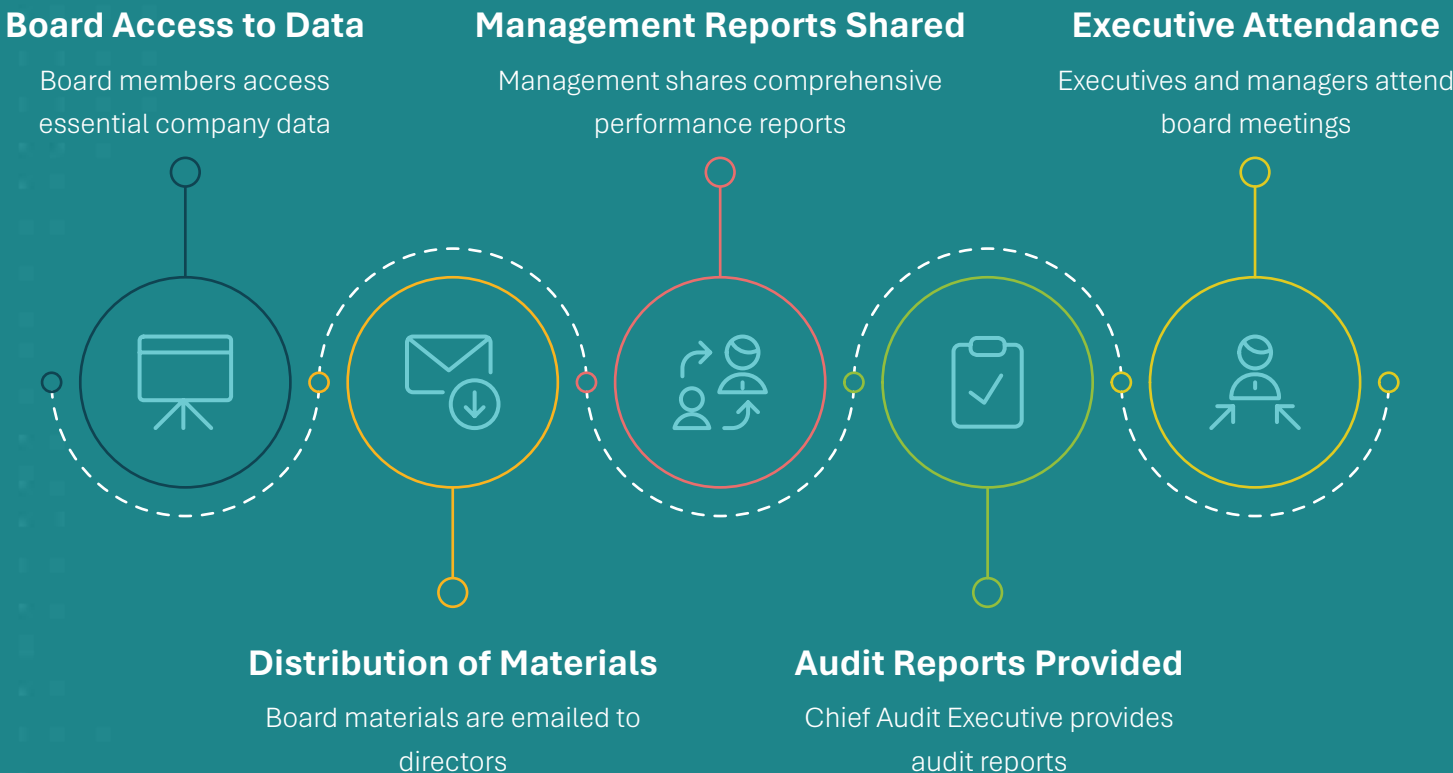 Board Access to Data
Board members access
essential company data
Management Reports Shared
Management shares comprehensive
performance reports
Executive Attendance
Executives and managers attend
board meetings
Distribution of Materials
Board materials are emailed to
directors
Audit Reports Provided
Chief Audit Executive provides
audit reports